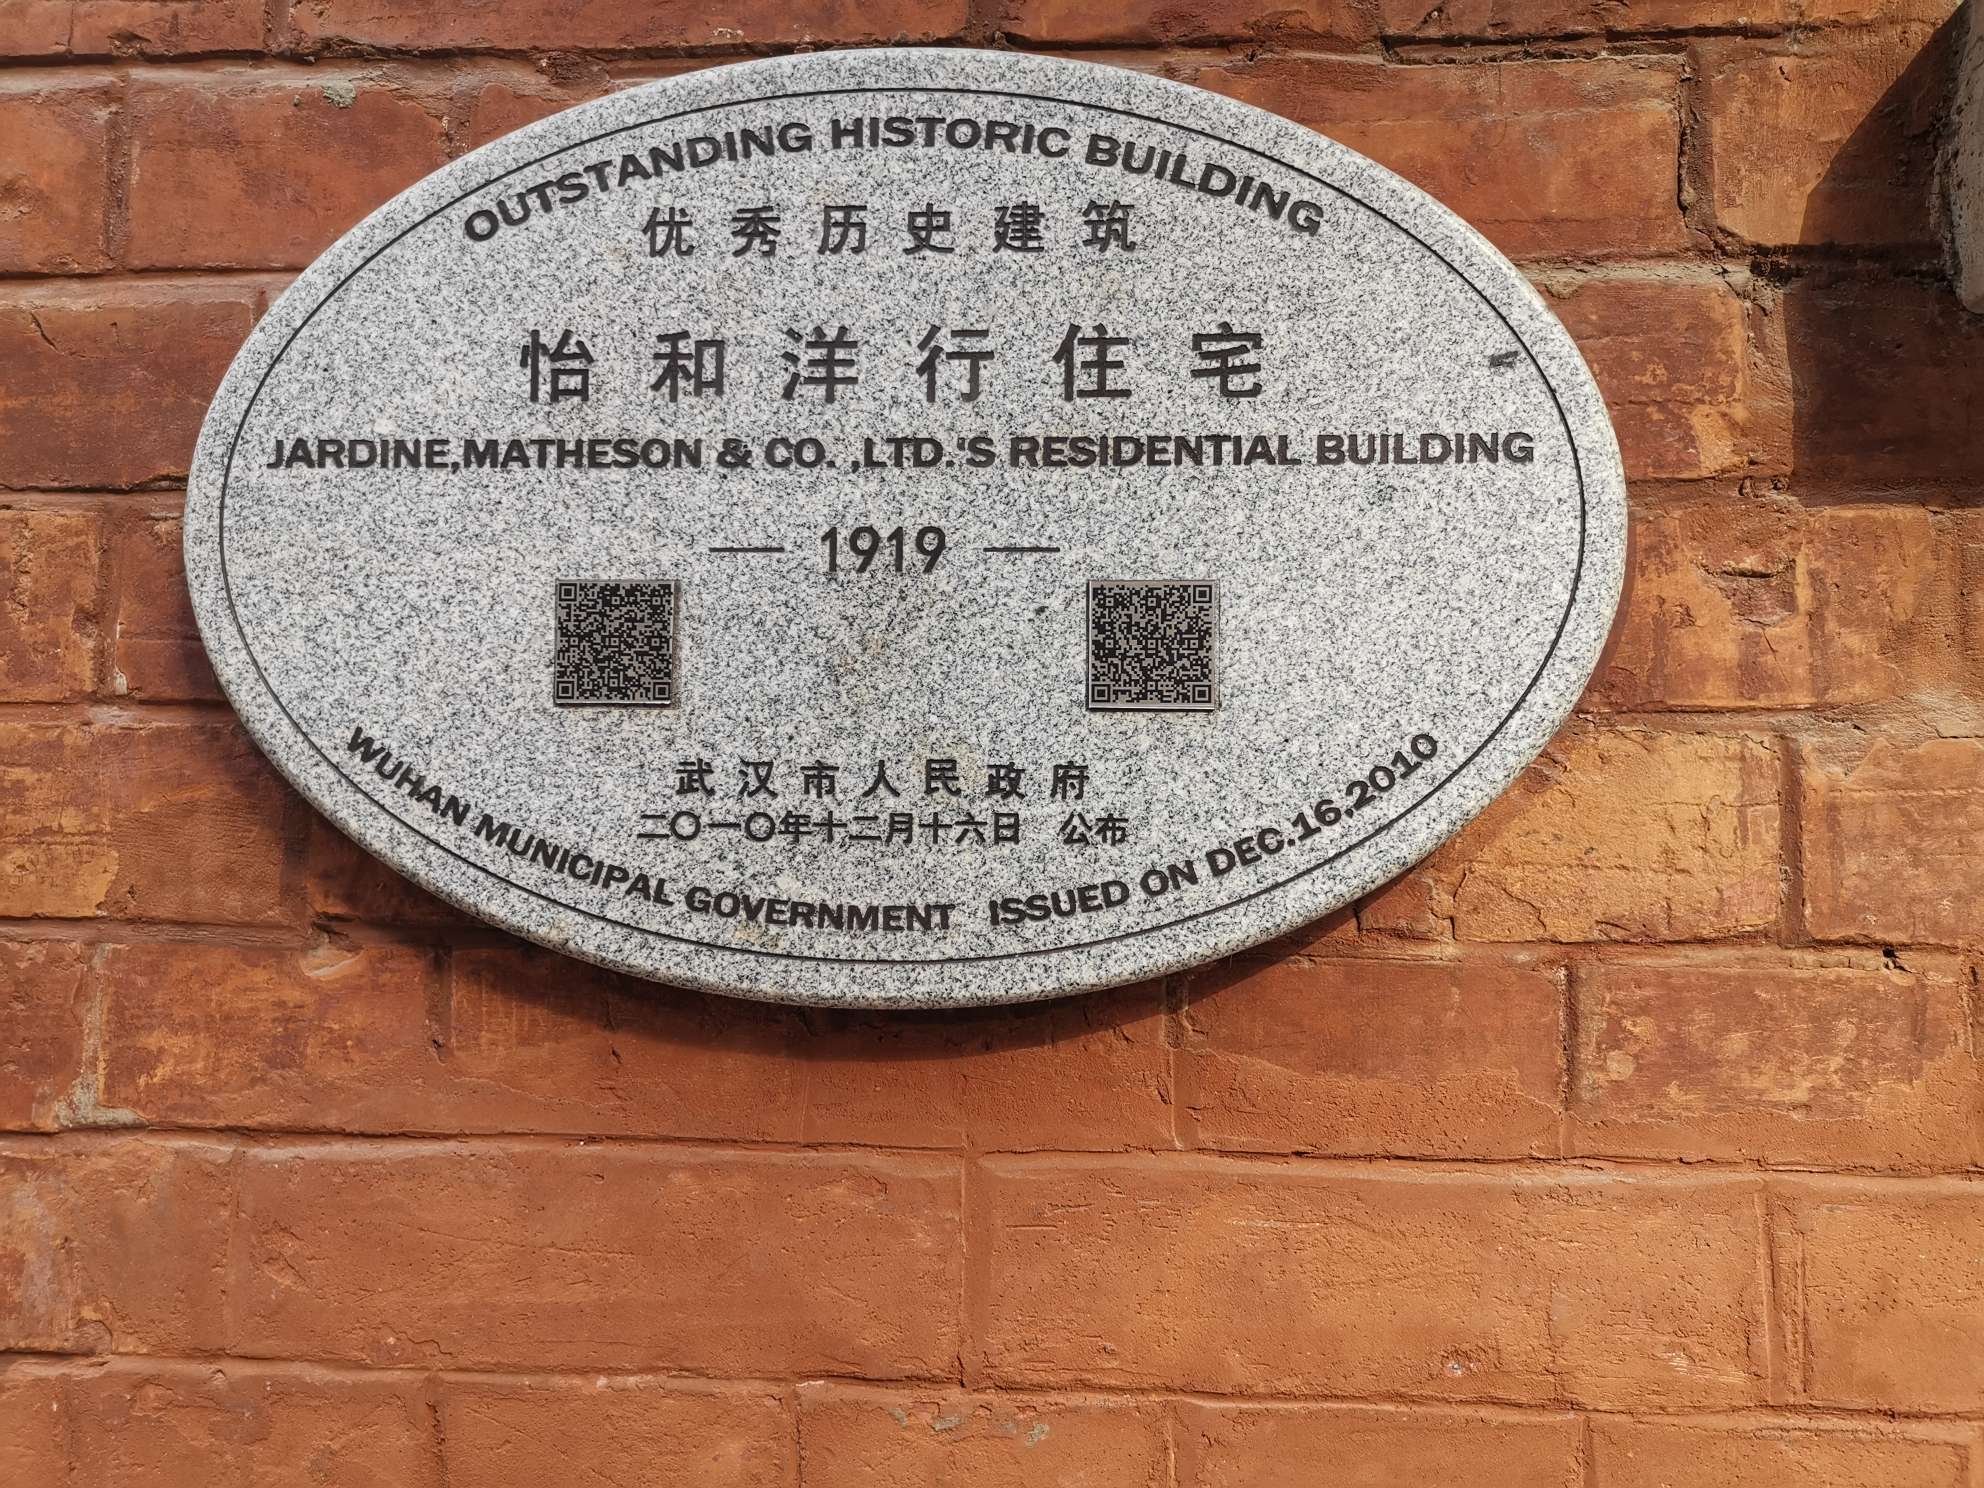 OUTSTANDING HISTORIC BUILDING
优秀历史建筑
怡和洋行住宅
JARDINE,MATHESON & CO. ,LTD.'S RESIDENTIAL BUILDING
— 1919 —
武汉市人民政府
二〇一〇年十二月十六日 公布
WUHAN MUNICIPAL GOVERNMENT ISSUED ON DEC.16,2010